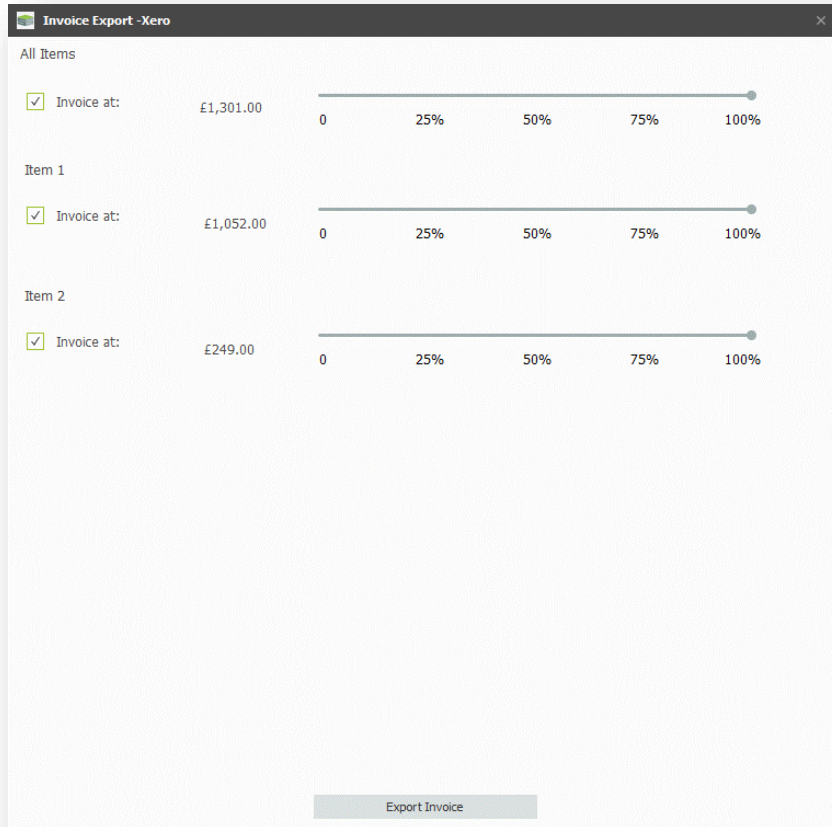 Invoice Export -Xero
All Items
Invoice at: £1,301.00
0 25% 50% 75% 100%
Item 1
Invoice at: £1,052.00
0 25% 50% 75% 100%
Item 2
Invoice at: £249.00
0 25% 50% 75% 100%
Export Invoice